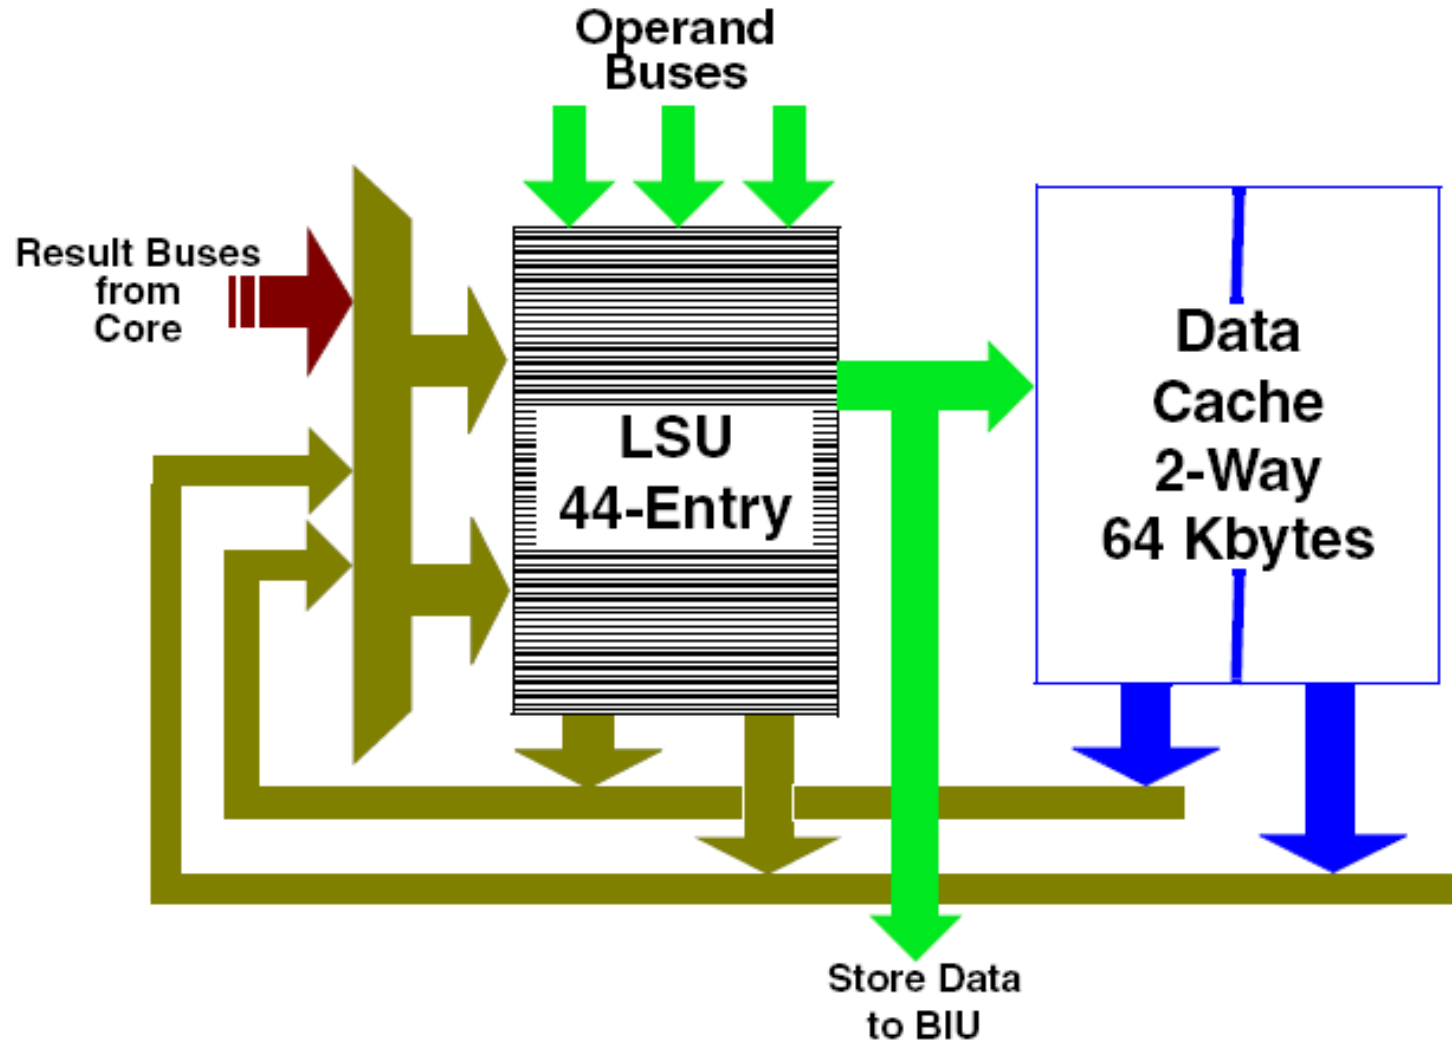 Operand
Buses
Result Buses
from
Core
LSU
44-Entry
Data
Cache
2-Way
64 Kbytes
Store Data
to BIU